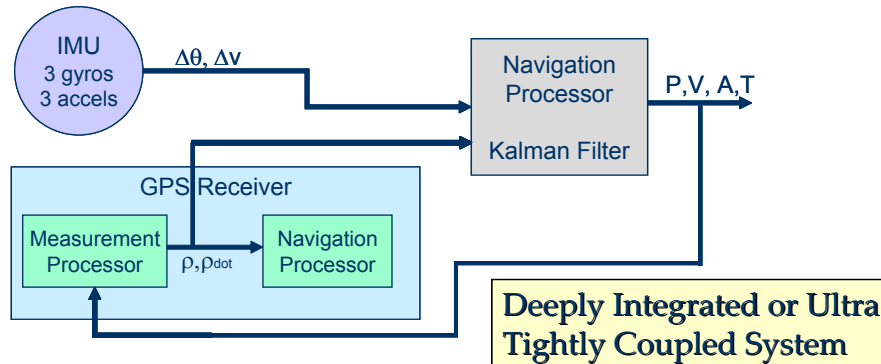 IMU
3 gyros
3 accels
Δθ, Δv
Navigation
Processor
Kalman Filter
P,V, A,T
GPS Receiver
Measurement
Processor
ρ,ρdot
Navigation
Processor
Deeply Integrated or Ultra
Tightly Coupled System